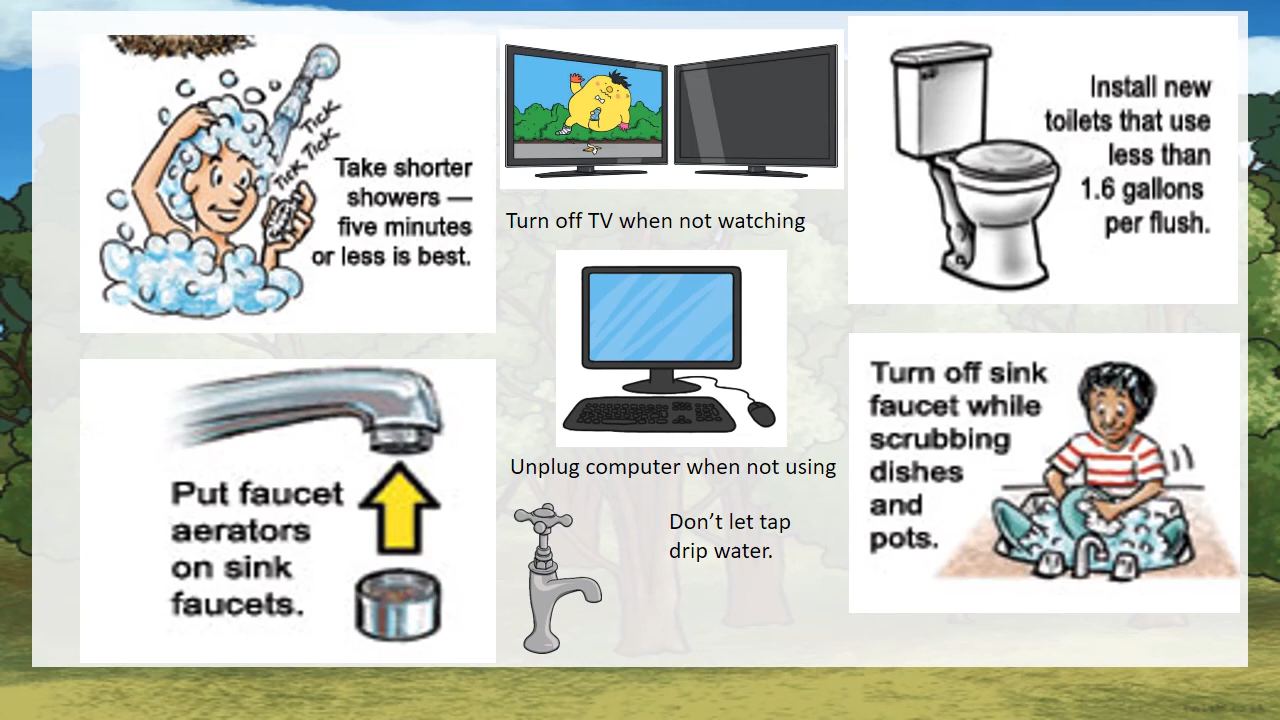 TICK
TICK TICK
Take shorter
showers —
five minutes
or less is best.
Turn off TV when not watching
Install new
toilets that use
less than
1.6 gallons
per flush.
Put faucet
aerators
on sink
faucets.
Unplug computer when not using
Don’t let tap
drip water.
Turn off sink
faucet while
scrubbing
dishes
and
pots.